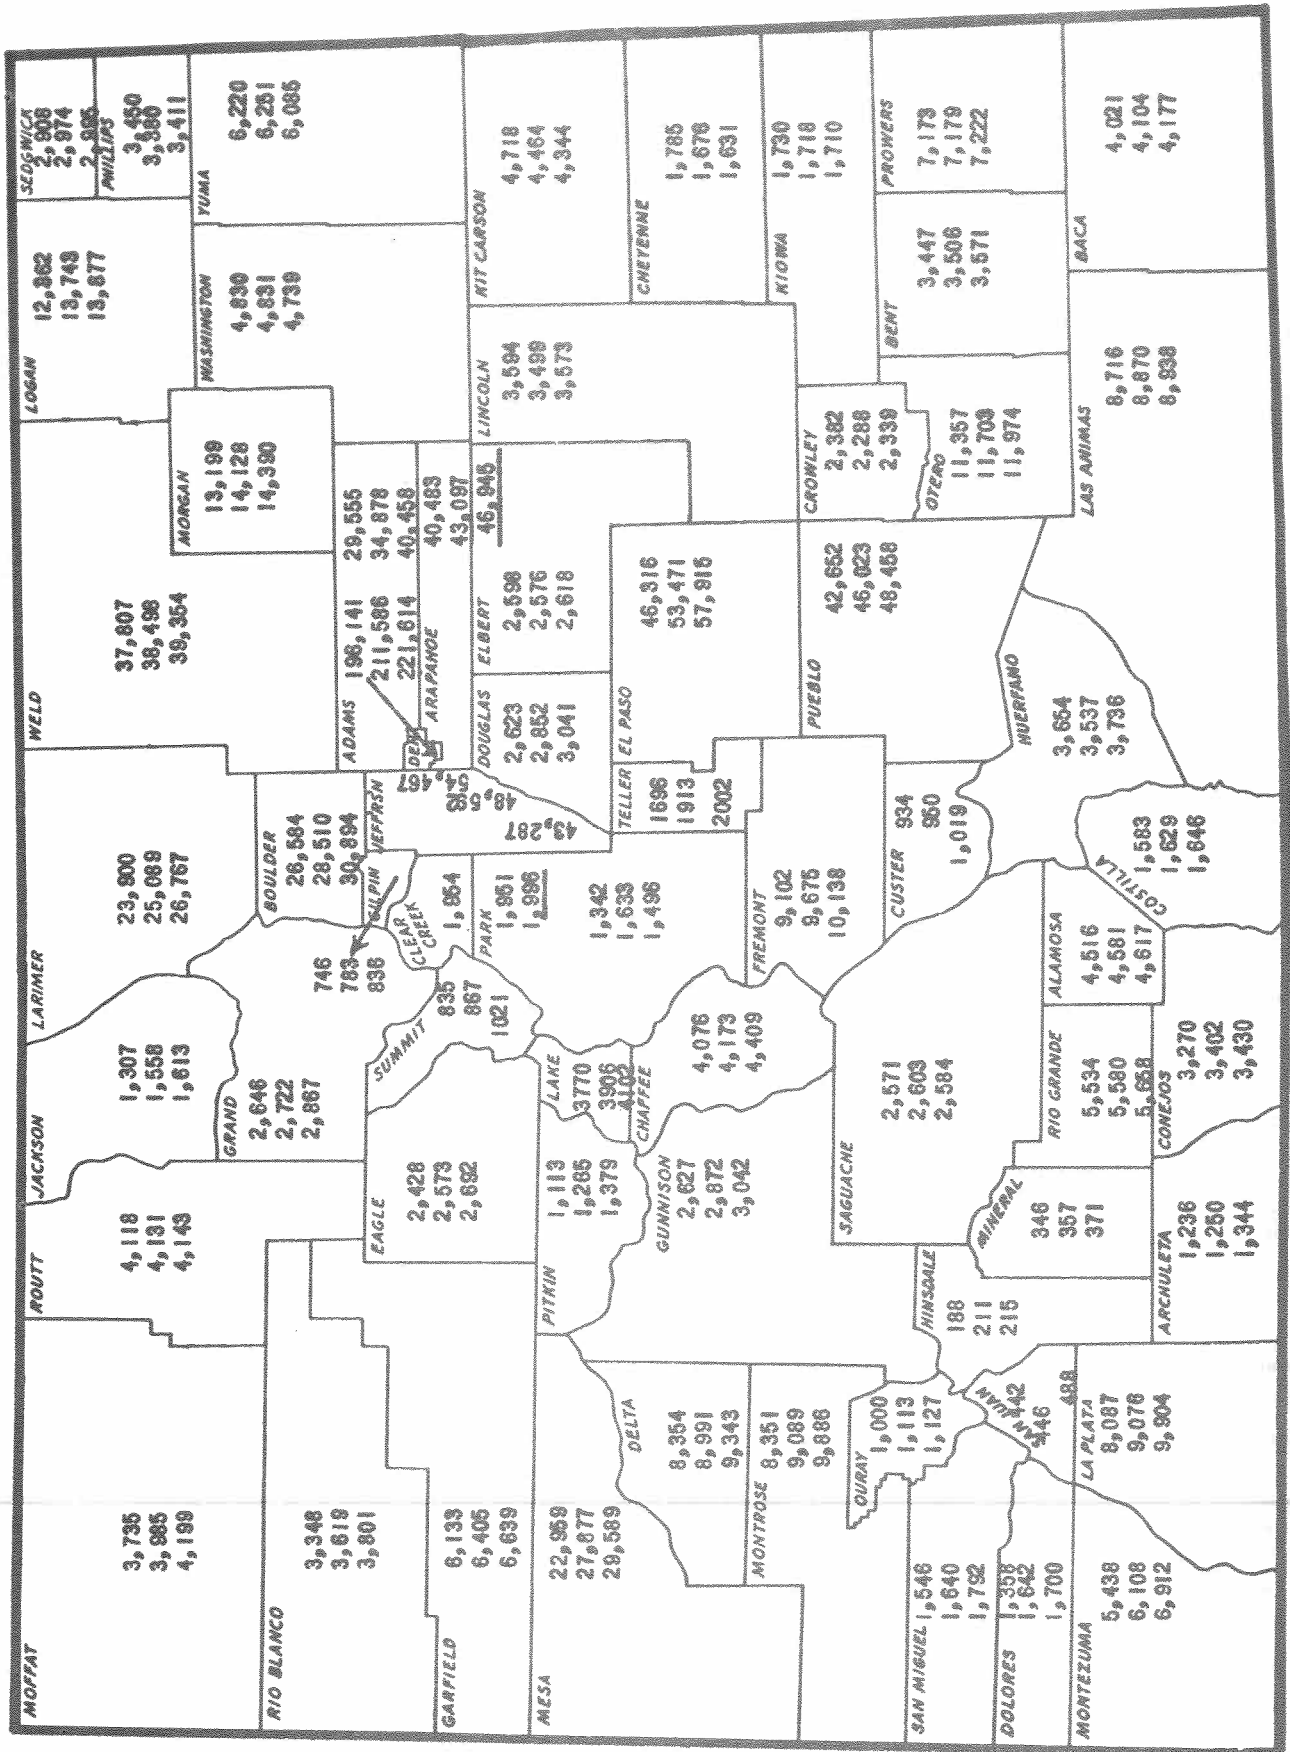 MOFFAT
3,735
3,985
4,199
ROUTT
4,118
4,131
4,143
JACKSON
1,307
1,558
1,613
LARIMER
23,900
25,089
26,767
WELD
37,807
38,498
39,354
LOGAN
12,862
13,743
13,877
SEDGWICK
2,906
2,974
PHILLIPS
3,450
3,380
3,411
YUMA
6,220
6,251
6,085
WASHINGTON
4,830
4,831
4,739
MORGAN
13,199
14,128
14,390
RIO BLANCO
3,348
3,619
3,801
GRAND
2,646
2,722
2,867
BOULDER
26,584
28,510
30,894
GILPIN
746
783
836
JEFFRSN
43,287
ADAMS
29,555
34,878
40,458
196,141
211,586
221,614
ARAPAHOE
40,483
43,097
46,945
GARFIELD
6,133
6,405
6,639
EAGLE
2,428
2,573
2,692
SUMMIT
835
867
1021
CLEAR
CREEK
1,954
1,951
1,996
PARK
1,342
1,633
1,496
DOUGLAS
2,623
2,852
3,041
ELBERT
2,598
2,576
2,618
LINCOLN
3,594
3,499
3,573
KIT CARSON
4,718
4,464
4,344
CHEYENNE
1,785
1,676
1,631
MESA
22,959
27,877
29,589
PITKIN
1,113
1,265
1,379
LAKE
3770
3906
4102
CHAFFEE
4,076
4,173
4,409
DELTA
8,354
8,991
9,343
GUNNISON
2,627
2,872
3,042
TELLER
1696
1913
2002
EL PASO
46,316
53,471
57,915
KIOWA
1,730
1,718
1,710
MONTROSE
8,351
9,089
9,886
FREMONT
9,102
9,675
10,138
PUEBLO
42,652
46,023
48,458
CROWLEY
2,382
2,288
2,339
OTERO
11,357
11,703
11,974
BENT
3,447
3,506
3,571
PROWERS
7,173
7,179
7,222
OURAY
1,000
1,113
1,127
SAGUACHE
2,571
2,603
2,584
CUSTER
934
950
1,019
HUERFANO
3,654
3,537
3,736
SAN MIGUEL
1,546
1,640
1,792
HINSDALE
188
211
215
SAN JUAN
442
446
488
DOLORES
1,358
1,642
1,700
MINERAL
346
357
371
RIO GRANDE
5,534
5,580
5,658
ALAMOSA
4,516
4,581
4,617
COSTILLA
1,583
1,629
1,646
LAS ANIMAS
8,716
8,870
8,938
BACA
4,021
4,104
4,177
MONTEZUMA
5,438
6,108
6,912
LA PLATA
8,087
9,076
9,904
ARCHULETA
1,236
1,250
1,344
CONEJOS
3,270
3,402
3,430